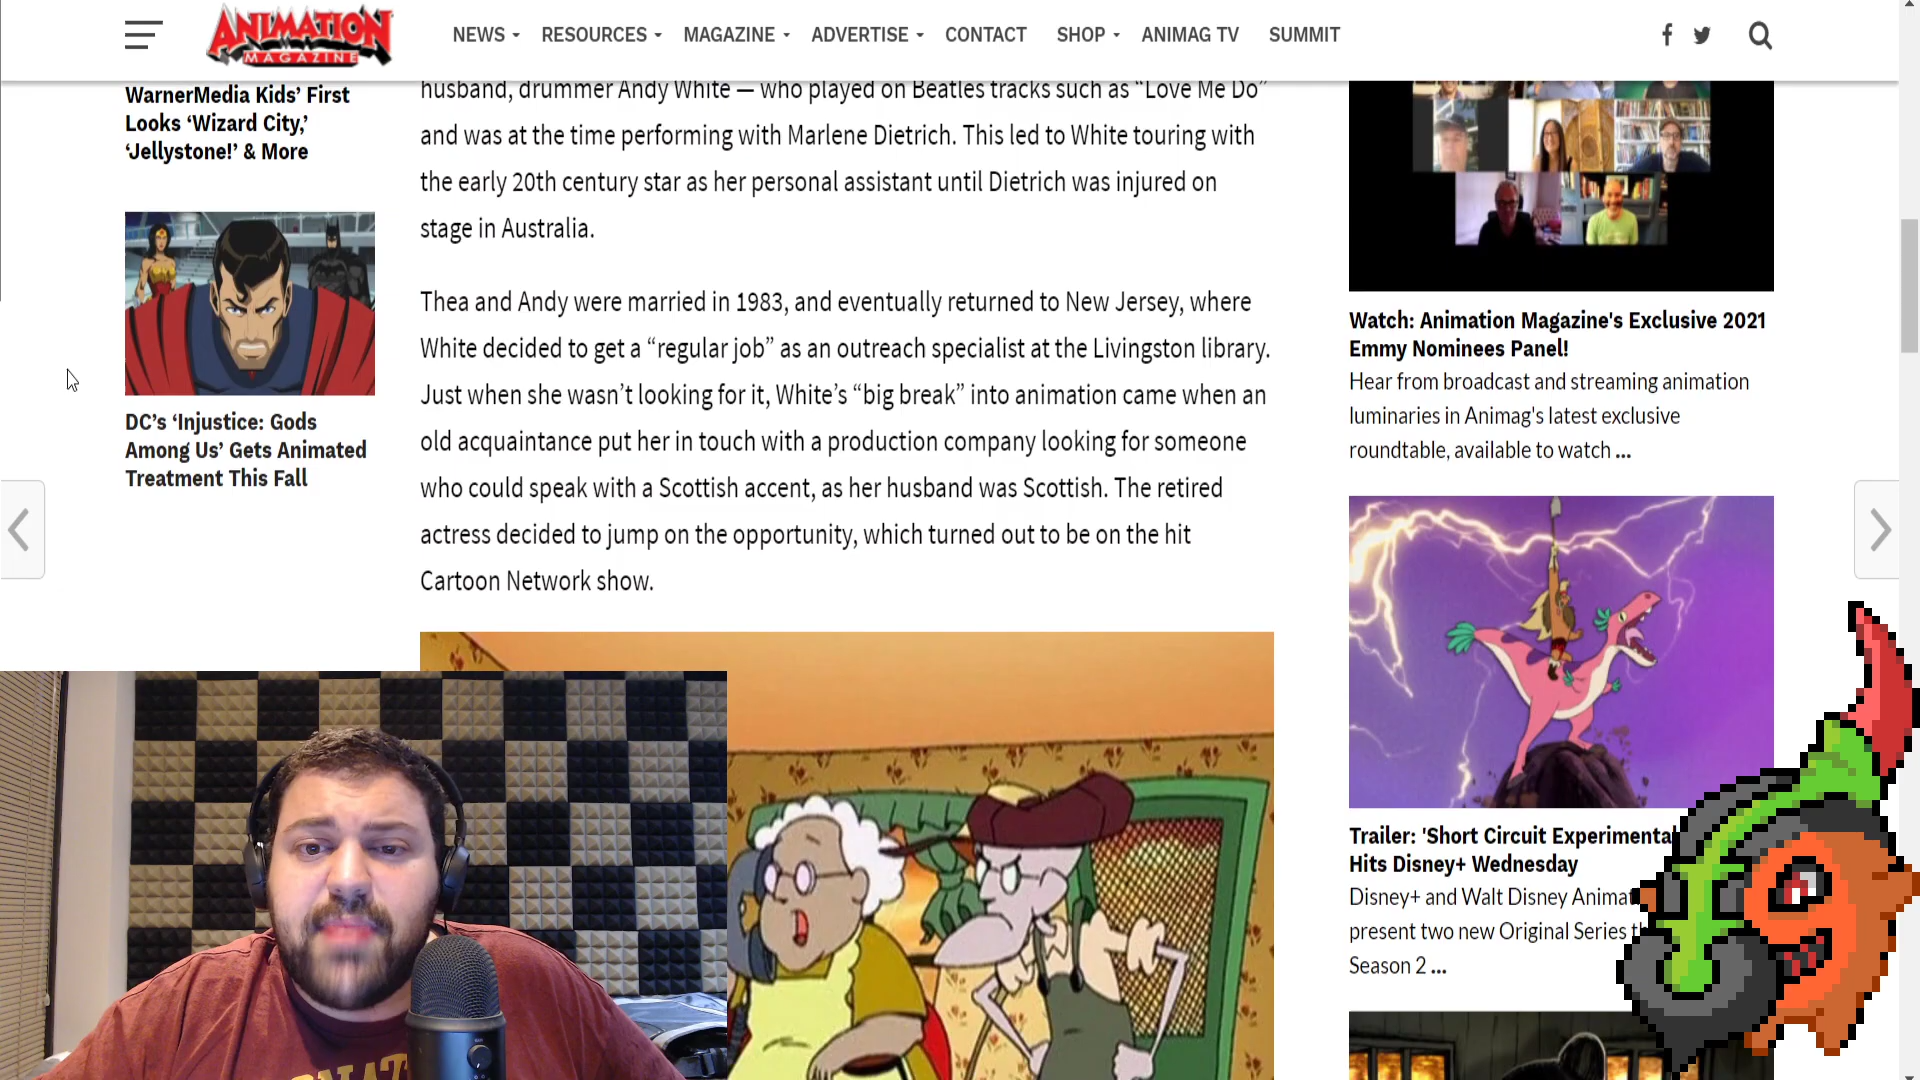 ANIMATION
MAGAZINE
NEWS
RESOURCES
MAGAZINE
ADVERTISE
CONTACT
SHOP
ANIMAG TV
SUMMIT
WarnerMedia Kids’ First
Looks ‘Wizard City,’
‘Jellystone!’ & More
DC’s ‘Injustice: Gods
Among Us’ Gets Animated
Treatment This Fall
husband, drummer Andy White — who played on Beatles tracks such as “Love Me Do”
and was at the time performing with Marlene Dietrich. This led to White touring with
the early 20th century star as her personal assistant until Dietrich was injured on
stage in Australia.
Thea and Andy were married in 1983, and eventually returned to New Jersey, where
White decided to get a “regular job” as an outreach specialist at the Livingston library.
Just when she wasn’t looking for it, White’s “big break” into animation came when an
old acquaintance put her in touch with a production company looking for someone
who could speak with a Scottish accent, as her husband was Scottish. The retired
actress decided to jump on the opportunity, which turned out to be on the hit
Cartoon Network show.
Watch: Animation Magazine's Exclusive 2021
Emmy Nominees Panel!
Hear from broadcast and streaming animation
luminaries in Animag's latest exclusive
roundtable, available to watch ...
Trailer: 'Short Circuit Experimental
Hits Disney+ Wednesday
Disney+ and Walt Disney Animat
present two new Original Series th
Season 2 ...